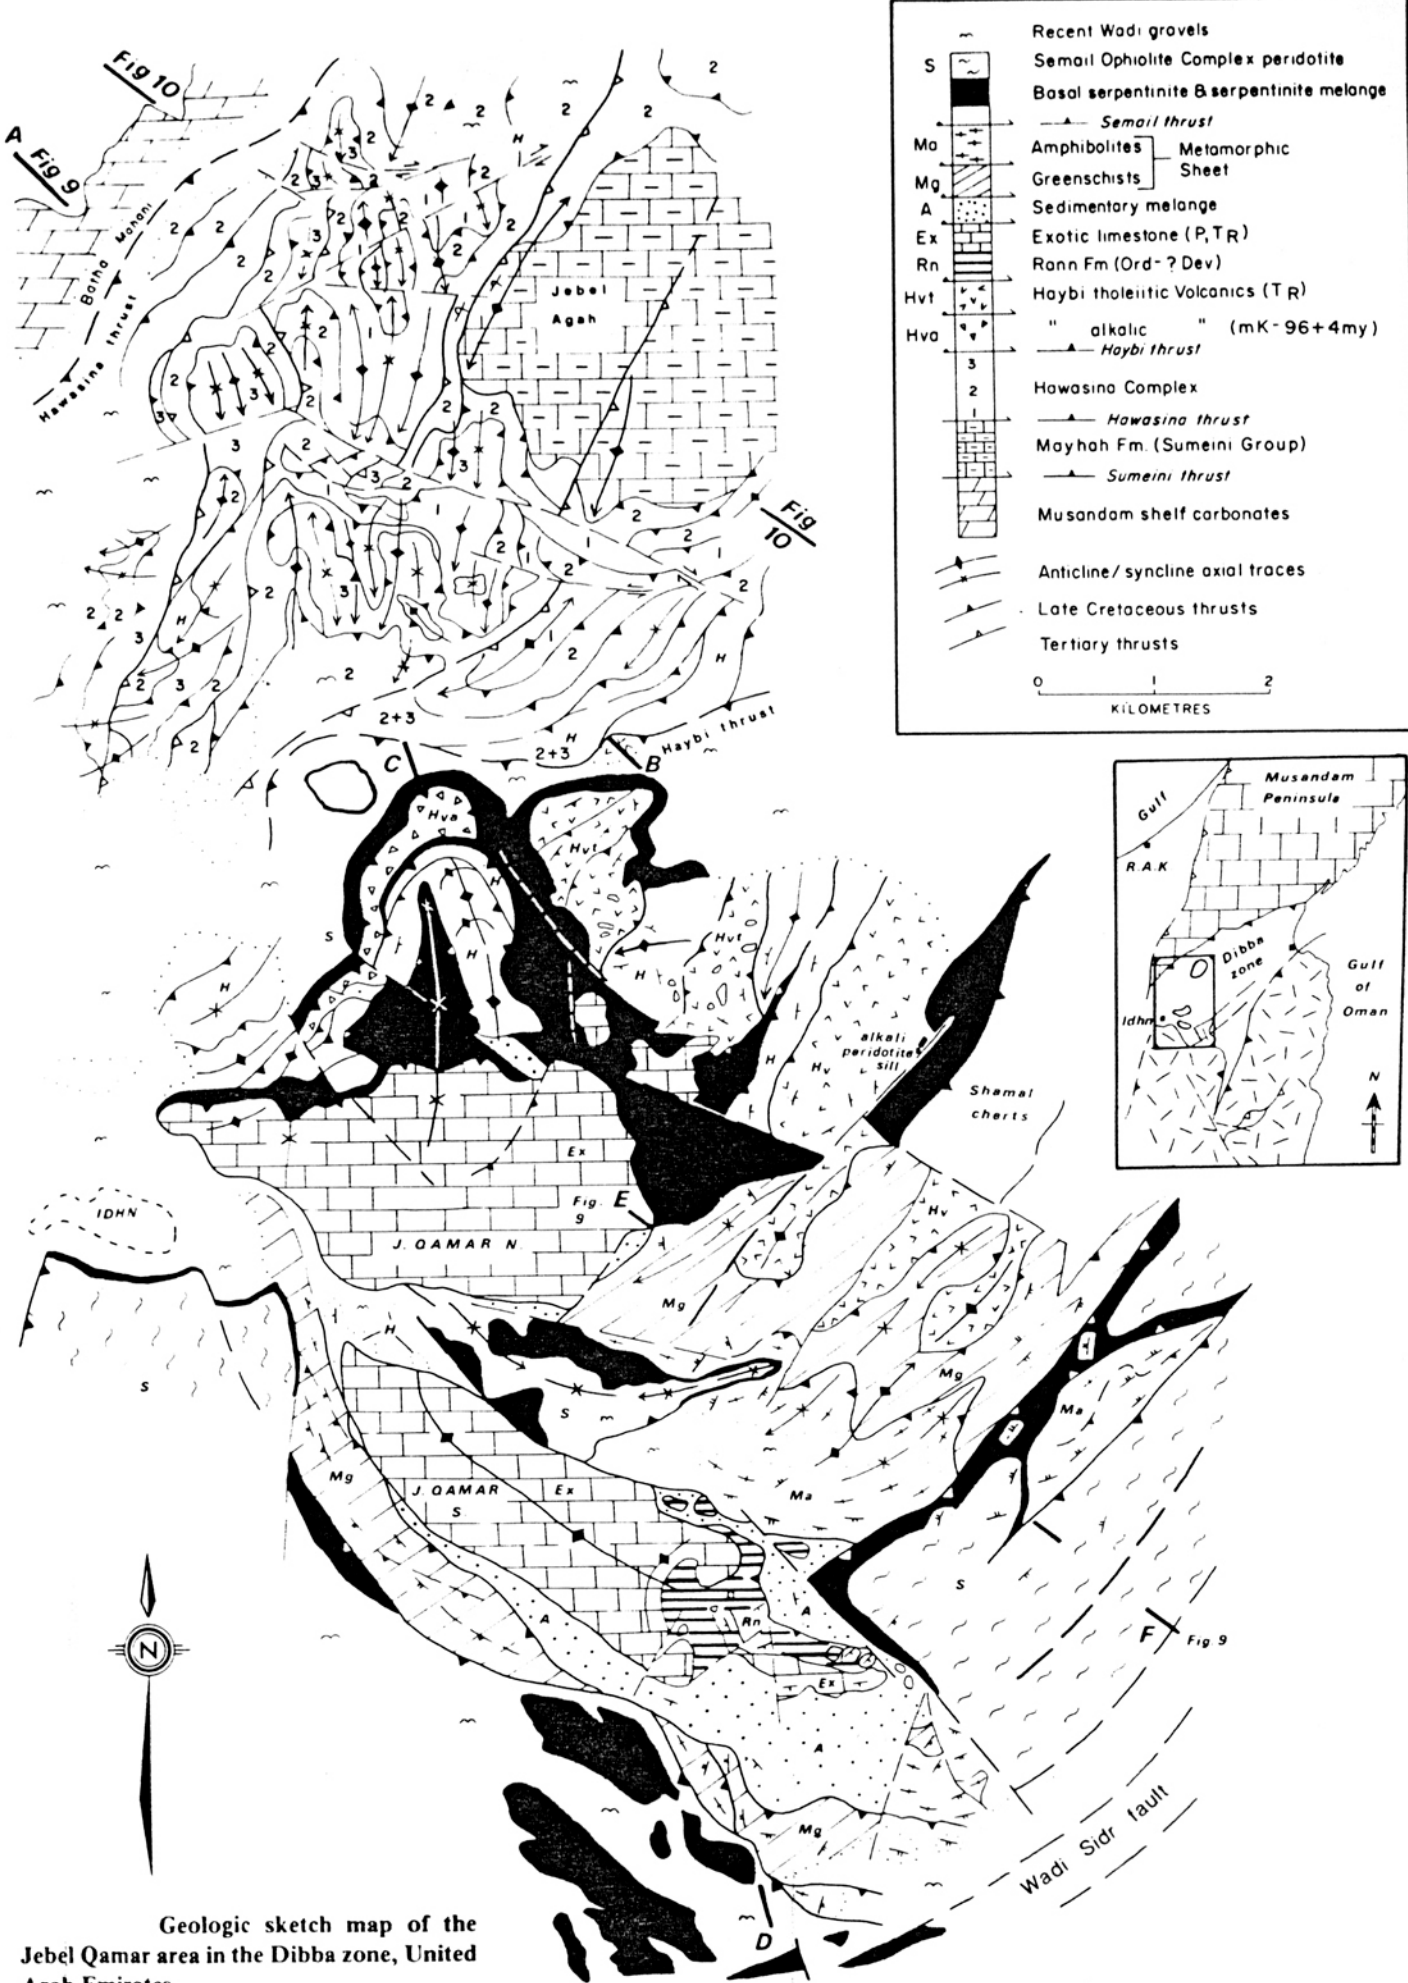 Fig 10
A
Fig 9
Batha Mahani
Hawasina thrust
Jebel
Agah
Fig
10
Haybi thrust
2+3
2+3
H
C
B
Hva
Hvt
H
H
S
H
Hvt
H
H
Hv
alkali
peridotite
sill
Shamal
cherts
Ex
Fig.
9
E
IDHN
J. QAMAR N.
Hv
Mg
H
S
S
Mg
Ma
Mg
J. QAMAR
S.
Ex
Ma
S
A
Rn
A
Ex
F
Fig 9
A
Mg
Wadi Sidr fault
D
N
Geologic sketch map of the
Jebel Qamar area in the Dibba zone, United
Arab Emirates
Recent Wadi gravels
S Semail Ophiolite Complex peridotite
Basal serpentinite & serpentinite melange
Semail thrust
Ma Amphibolites
Metamorphic
Sheet
Mg Greenschists
A Sedimentary melange
Ex Exotic limestone (P, TR)
Rn Rann Fm (Ord-? Dev)
Hvt Haybi tholeiitic Volcanics (TR)
Hva " alkalic " (mK-96+4my)
Haybi thrust
3
2 Hawasina Complex
1
Hawasina thrust
Mayhah Fm. (Sumeini Group)
Sumeini thrust
Musandam shelf carbonates
Anticline/syncline axial traces
Late Cretaceous thrusts
Tertiary thrusts
0 1 2
KILOMETRES
Musandam
Peninsula
Gulf
R.A.K
Dibba
zone
Gulf
of
Oman
Idhn
N